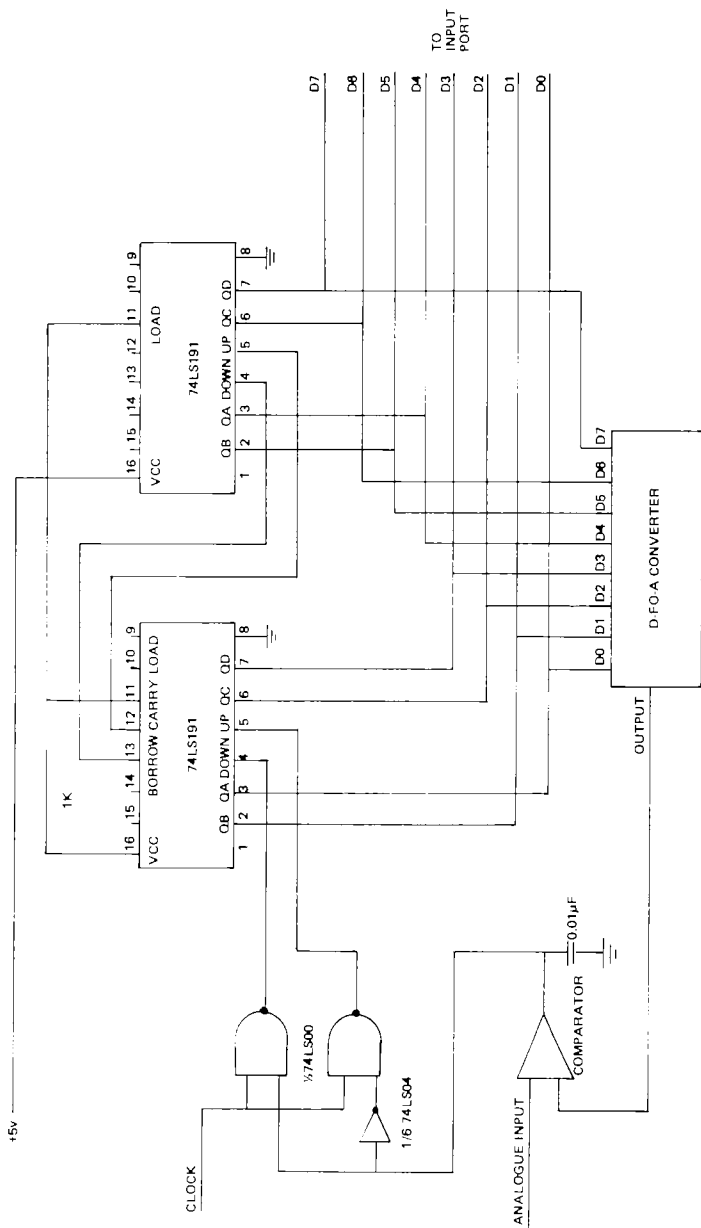 +5v
CLOCK
½74LS00
1/6 74LS04
ANALOGUE INPUT
COMPARATOR
0.01µF
1K
16 15 14 13 12 11 10 9
VCC BORROW CARRY LOAD
74LS191
QB QA DOWN UP QC QD
1 2 3 4 5 6 7 8
16 15 14 13 12 11 10 9
VCC LOAD
74LS191
QB QA DOWN UP QC QD
1 2 3 4 5 6 7 8
D7
D8
D5
D4
D3
D2
D1
D0
TO
INPUT
PORT
OUTPUT
D0 D1 D2 D3 D4 D5 D6 D7
D-FO-A CONVERTER